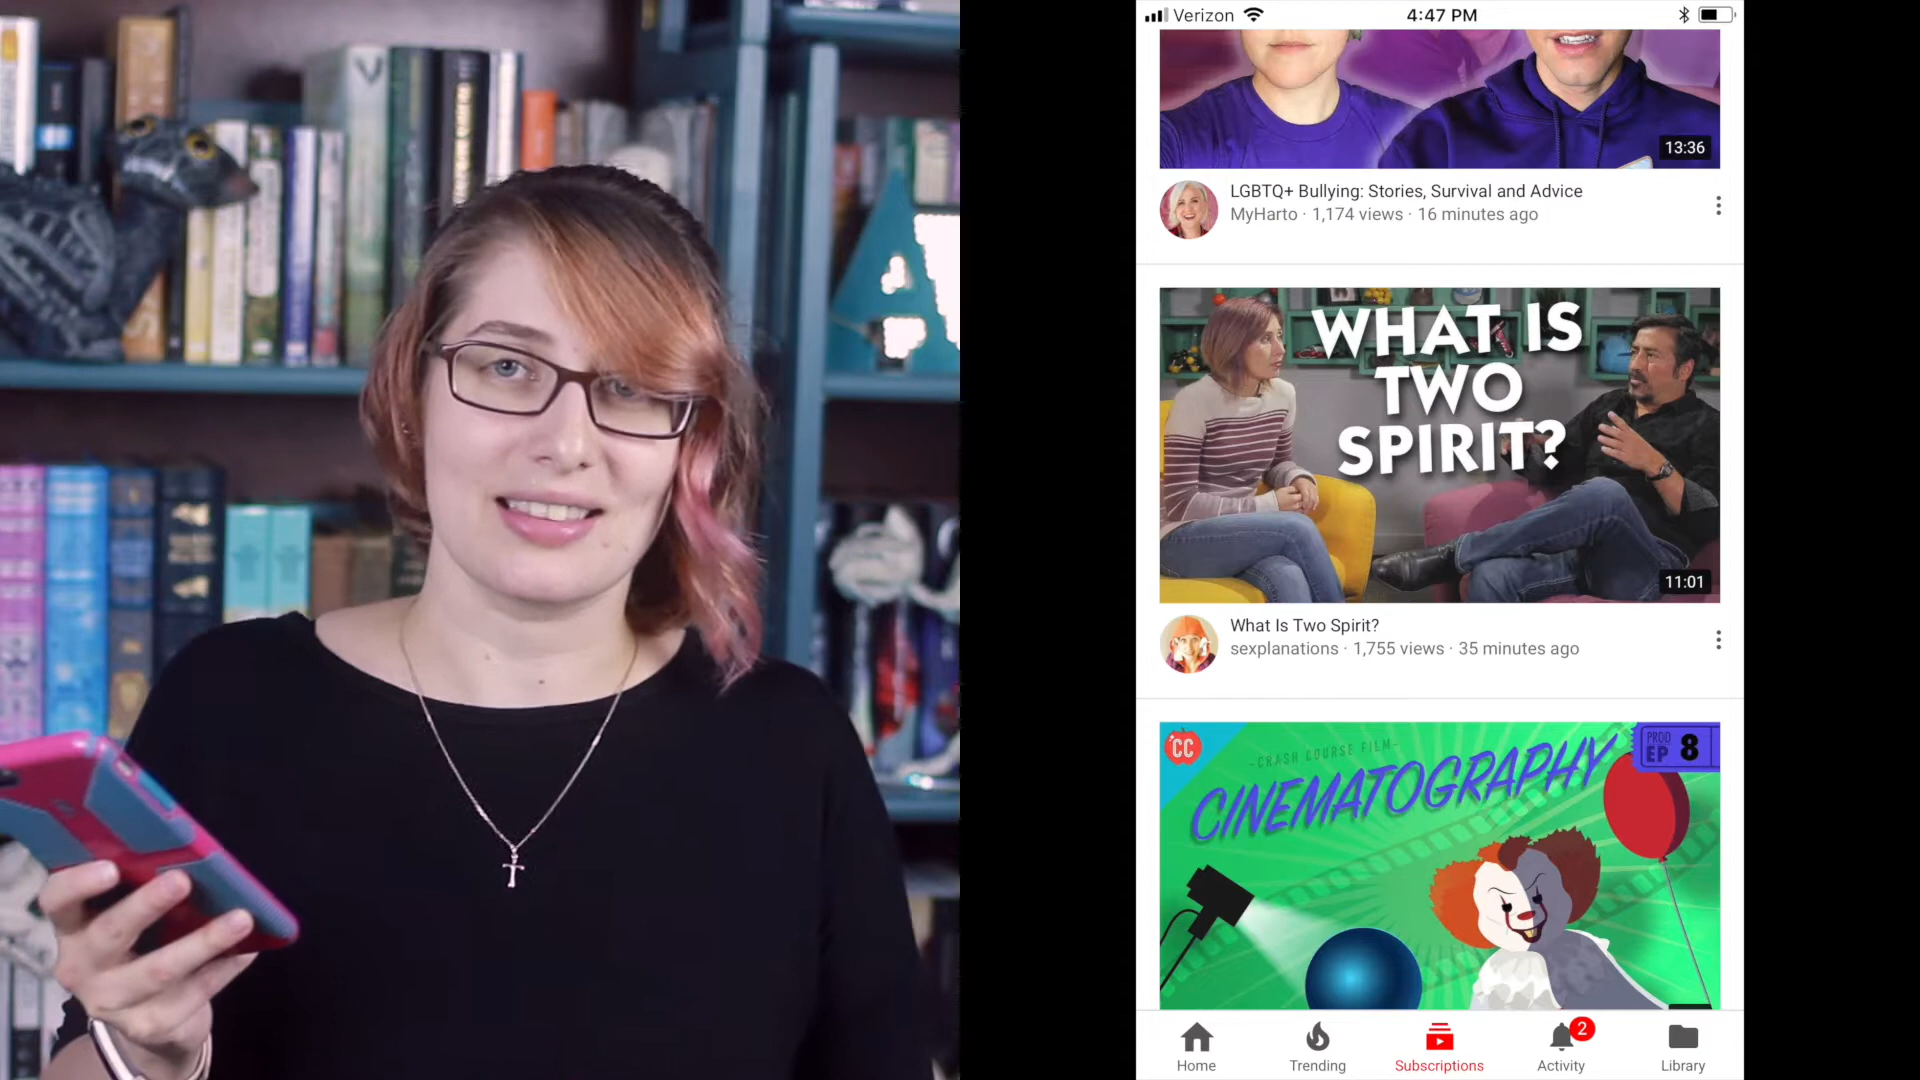 Verizon
4:47 PM
13:36
LGBTQ+ Bullying: Stories, Survival and Advice
MyHarto · 1,174 views · 16 minutes ago
WHAT IS
TWO
SPIRIT?
11:01
What Is Two Spirit?
sexplanations · 1,755 views · 35 minutes ago
CC
-CRASH COURSE FILM-
CINEMATOGRAPHY
PROD
EP 8
Home
Trending
Subscriptions
2
Activity
Library